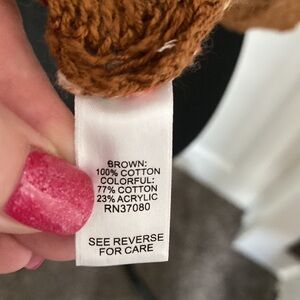 BROWN:
100% COTTON
COLORFUL:
77% COTTON
23% ACRYLIC
RN37080
SEE REVERSE
FOR CARE